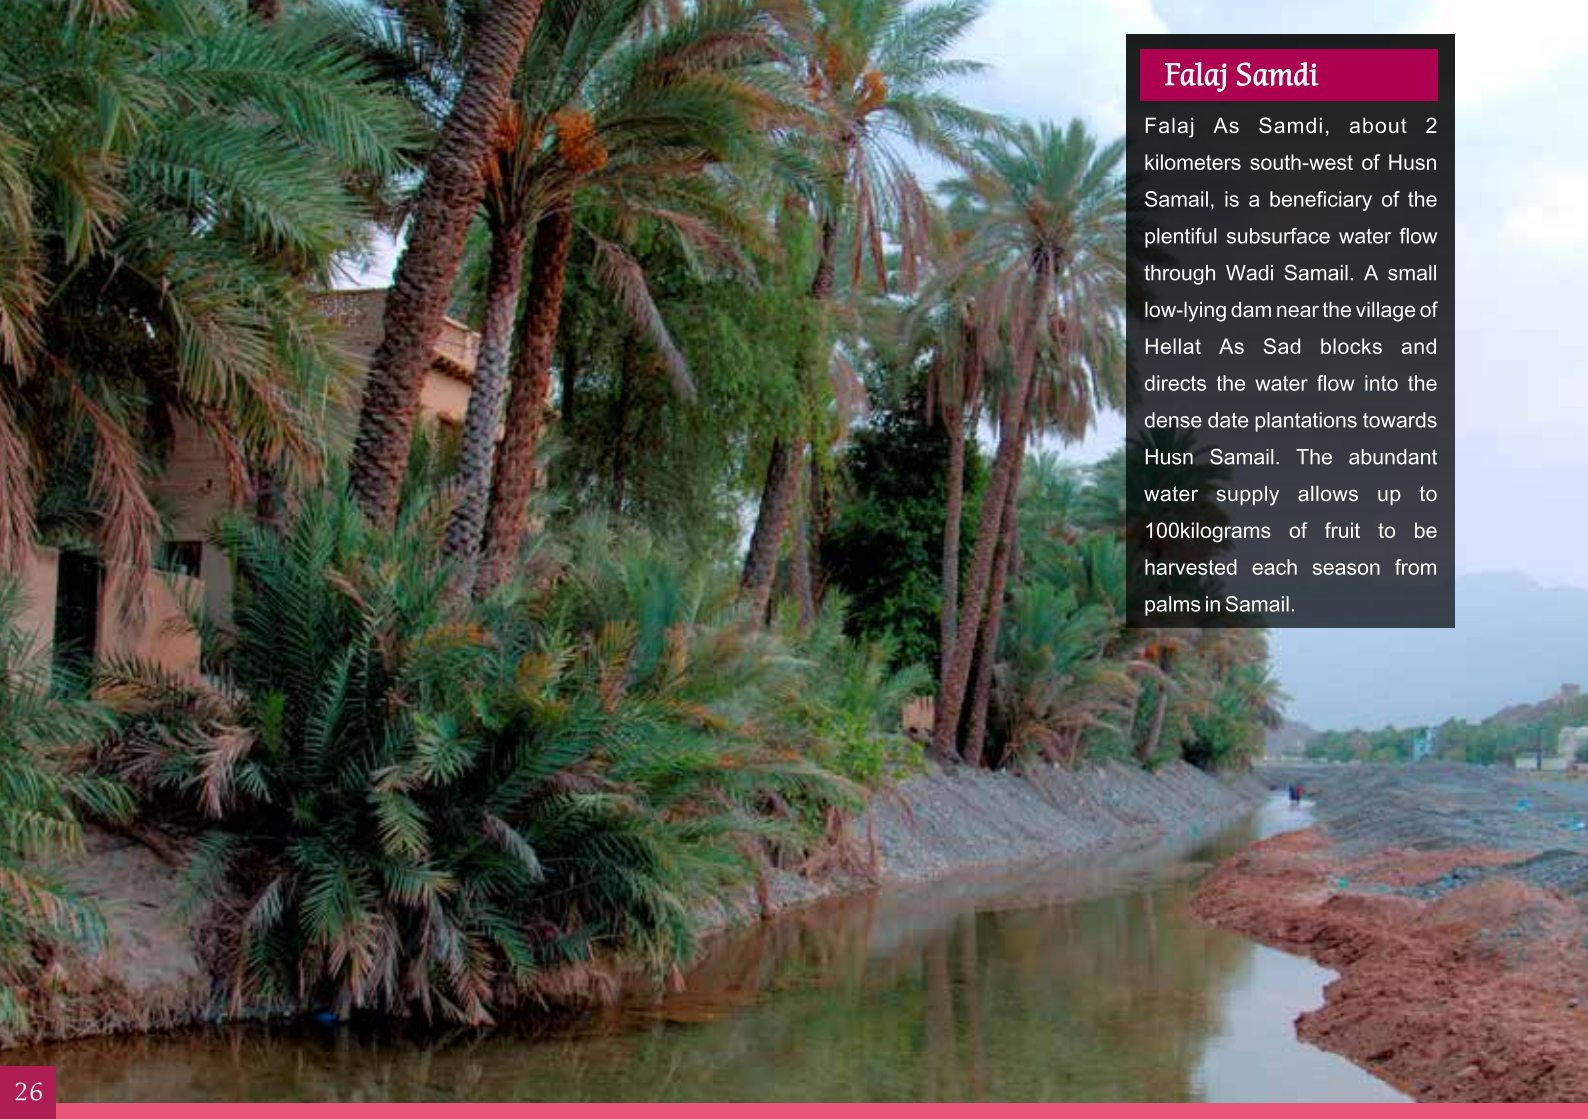 Falaj Samdi
Falaj As Samdi, about 2
kilometers south-west of Husn
Samail, is a beneficiary of the
plentiful subsurface water flow
through Wadi Samail. A small
low-lying dam near the village of
Hellat As Sad blocks and
directs the water flow into the
dense date plantations towards
Husn Samail. The abundant
water supply allows up to
100kilograms of fruit to be
harvested each season from
palms in Samail.
26